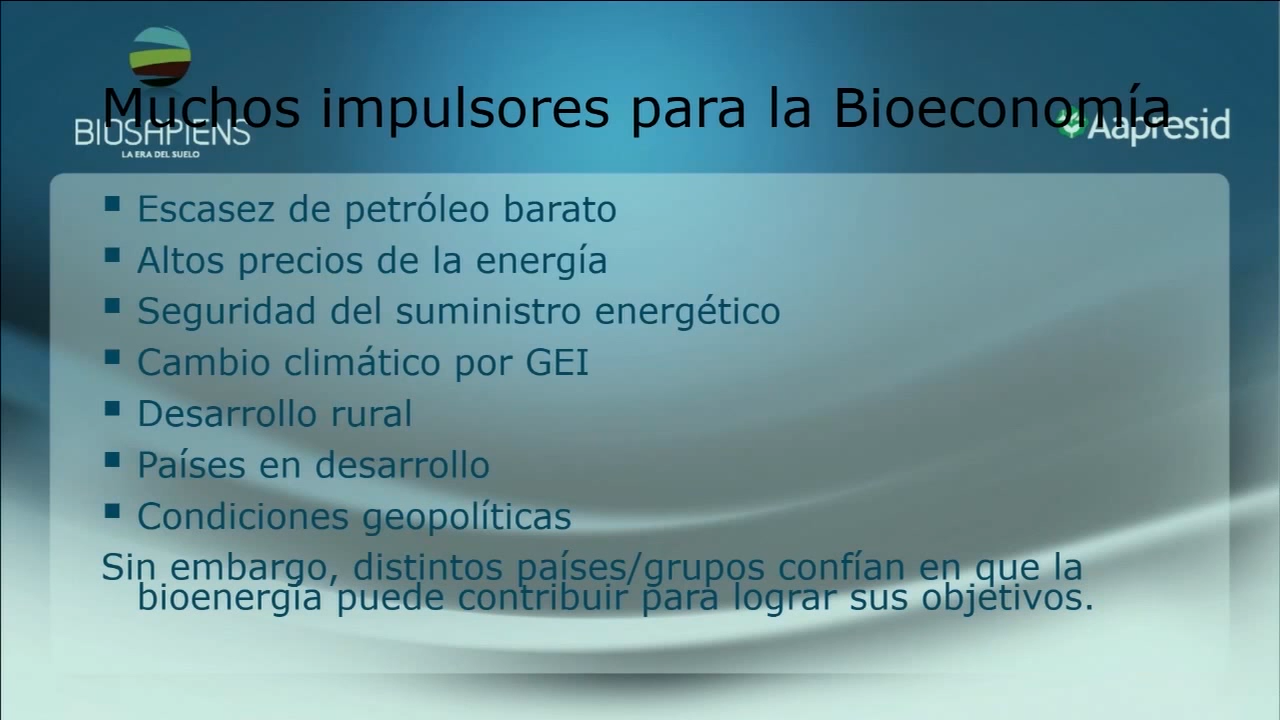 Muchos impulsores para la Bioeconomía
BIOSAPIENS
LA ERA DEL SUELO
Aapresid
▪ Escasez de petróleo barato
▪ Altos precios de la energía
▪ Seguridad del suministro energético
▪ Cambio climático por GEI
▪ Desarrollo rural
▪ Países en desarrollo
▪ Condiciones geopolíticas
Sin embargo, distintos países/grupos confían en que la
bioenergía puede contribuir para lograr sus objetivos.